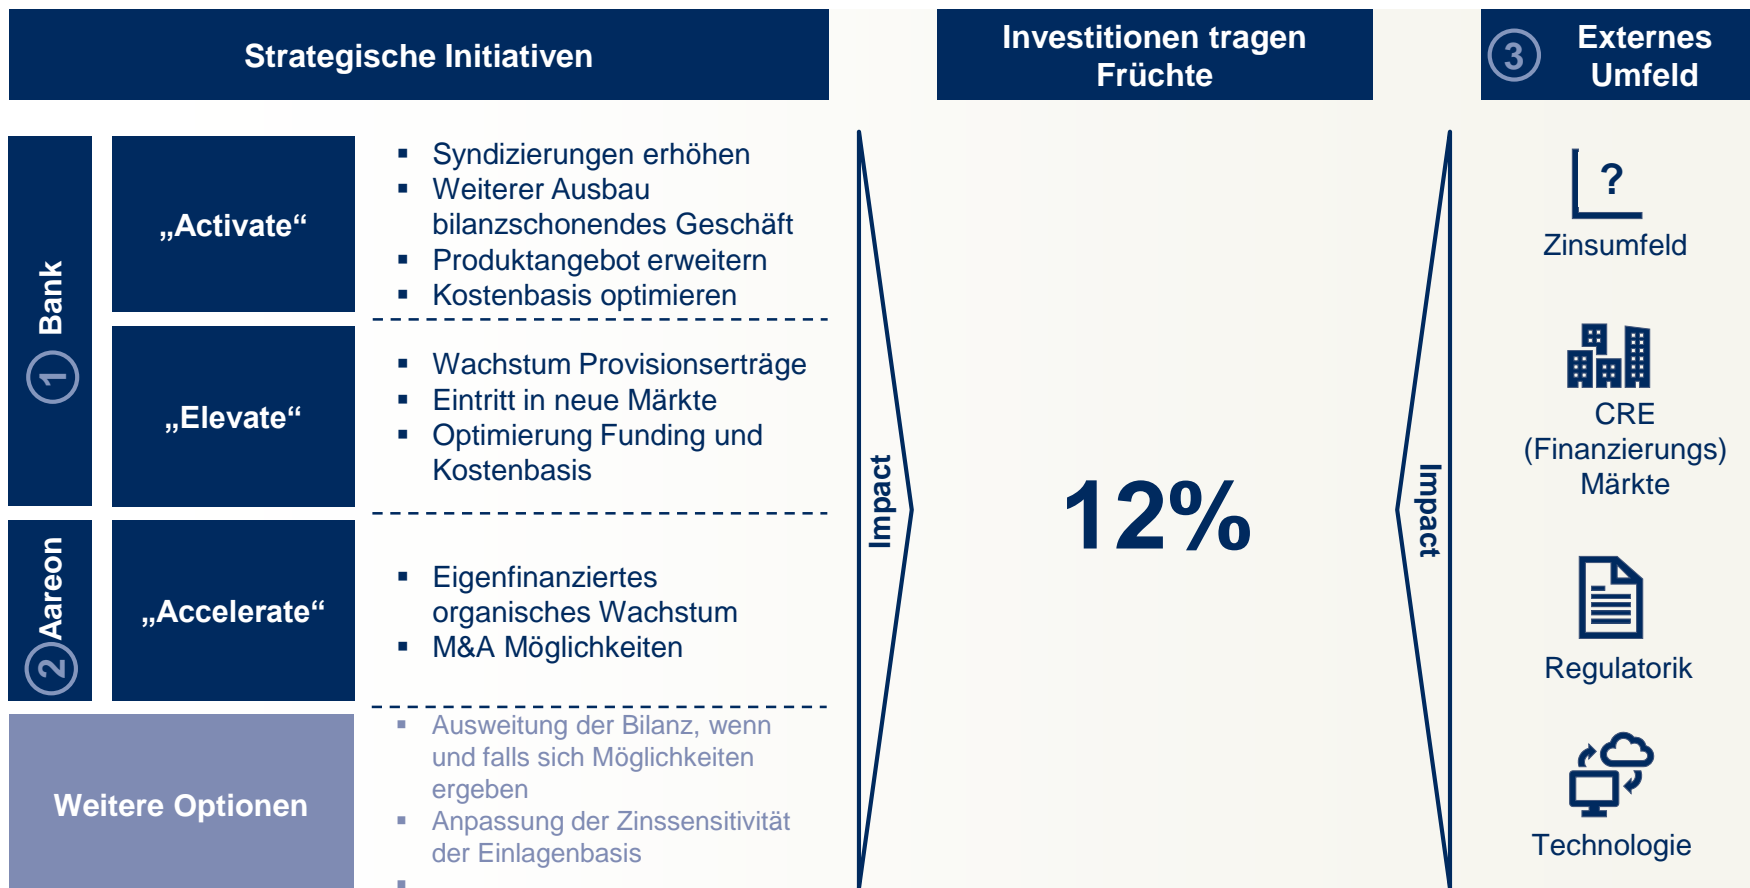 Strategische Initiativen
Investitionen tragen
Früchte
3
Externes
Umfeld
1 Bank
„Activate“
▪ Syndizierungen erhöhen
▪ Weiterer Ausbau
bilanzschonendes Geschäft
▪ Produktangebot erweitern
▪ Kostenbasis optimieren
„Elevate“
▪ Wachstum Provisionserträge
▪ Eintritt in neue Märkte
▪ Optimierung Funding und
Kostenbasis
2 Aareon
„Accelerate“
▪ Eigenfinanziertes
organisches Wachstum
▪ M&A Möglichkeiten
Weitere Optionen
▪ Ausweitung der Bilanz, wenn
und falls sich Möglichkeiten
ergeben
▪ Anpassung der Zinssensitivität
der Einlagenbasis
▪
Impact
12%
Impact
?
Zinsumfeld
CRE
(Finanzierungs)
Märkte
Regulatorik
Technologie